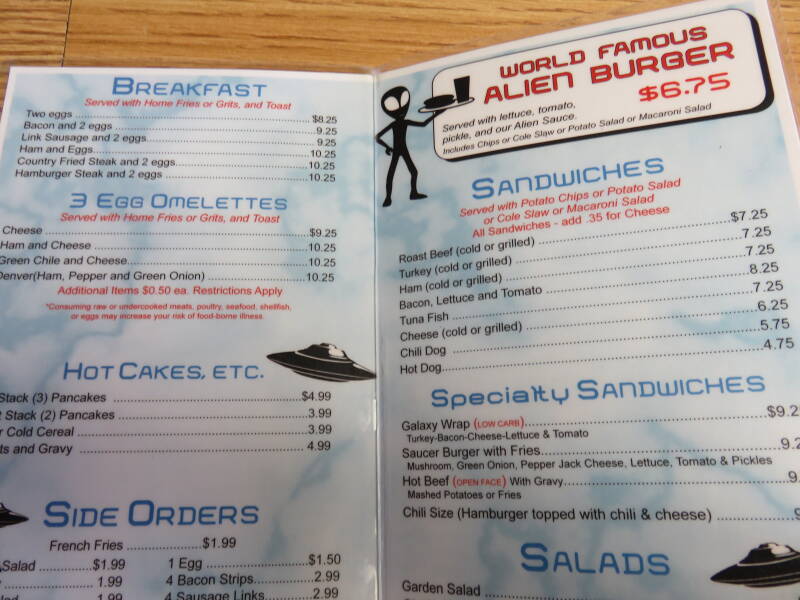 BREAKFAST
Served with Home Fries or Grits, and Toast
Two eggs $8.25
Bacon and 2 eggs 9.25
Link Sausage and 2 eggs 9.25
Ham and Eggs 10.25
Country Fried Steak and 2 eggs 10.25
Hamburger Steak and 2 eggs 10.25
3 EGG OMELETTES
Served with Home Fries or Grits, and Toast
Cheese $9.25
Ham and Cheese 10.25
Green Chile and Cheese 10.25
Denver(Ham, Pepper and Green Onion) 10.25
Additional Items $0.50 ea. Restrictions Apply
*Consuming raw or undercooked meats, poultry, seafood, shellfish,
or eggs may increase your risk of food-borne illness.
HOT CAKES, ETC.
Stack (3) Pancakes $4.99
Stack (2) Pancakes 3.99
Cold Cereal 3.99
and Gravy 4.99
SIDE ORDERS
French Fries $1.99
Salad $1.99
1.99
1.99
1 Egg $1.50
4 Bacon Strips 2.99
4 Sausage Links 2.99
WORLD FAMOUS
ALIEN BURGER
$6.75
Served with lettuce, tomato,
pickle, and our Alien Sauce.
Includes Chips or Cole Slaw or Potato Salad or Macaroni Salad
SANDWICHES
Served with Potato Chips or Potato Salad
or Cole Slaw or Macaroni Salad
All Sandwiches - add .35 for Cheese
Roast Beef (cold or grilled) $7.25
Turkey (cold or grilled) 7.25
Ham (cold or grilled) 7.25
Bacon, Lettuce and Tomato 8.25
Tuna Fish 7.25
Cheese (cold or grilled) 6.25
Chili Dog 5.75
Hot Dog 4.75
Specialty SANDWICHES
Galaxy Wrap (LOW CARB) $9.2
Turkey-Bacon-Cheese-Lettuce & Tomato
Saucer Burger with Fries 9.2
Mushroom, Green Onion, Pepper Jack Cheese, Lettuce, Tomato & Pickles
Hot Beef (OPEN FACE) With Gravy 9.
Mashed Potatoes or Fries
Chili Size (Hamburger topped with chili & cheese) 9
SALADS
Garden Salad